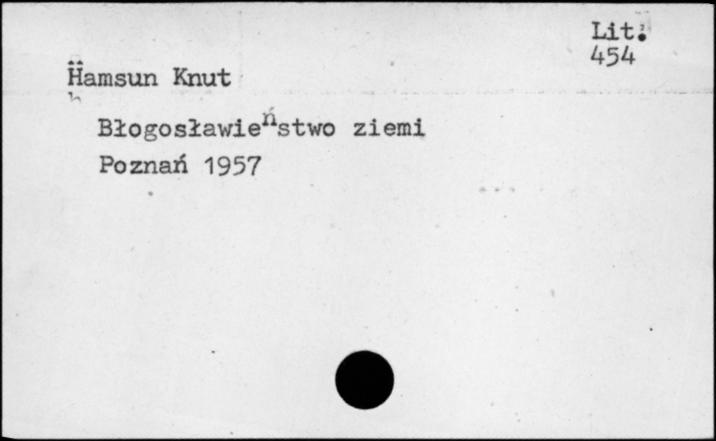 Lit.
454
Hamsun Knut
Błogosławieństwo ziemi
Poznań 1957